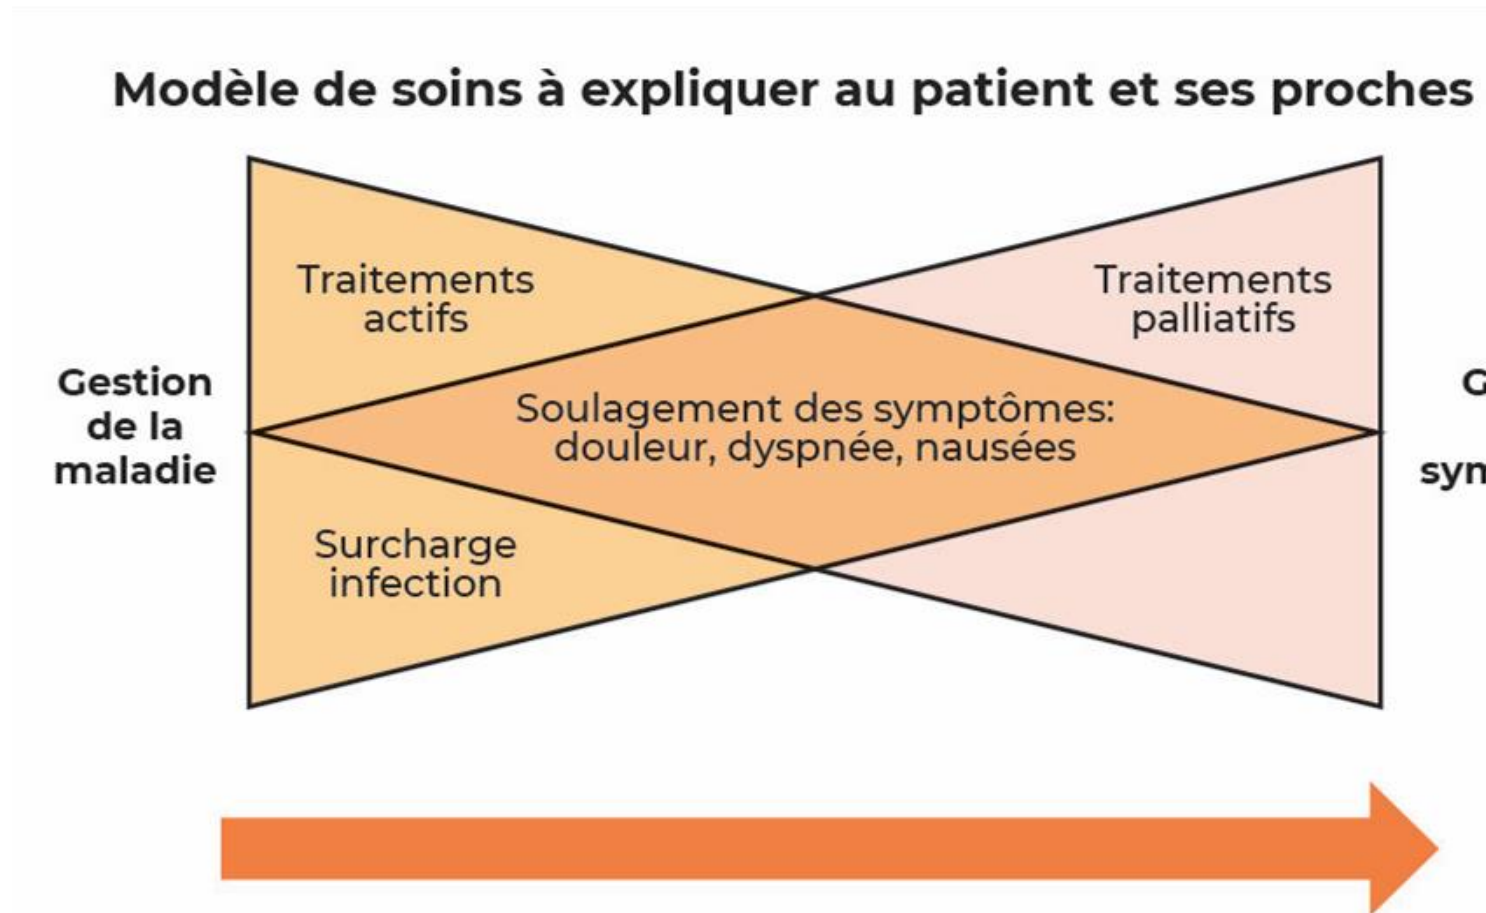 Modèle de soins à expliquer au patient et ses proches
Traitements
actifs
Traitements
palliatifs
Gestion
de la
maladie
Soulagement des symptômes:
douleur, dyspnée, nausées
Surcharge
infection